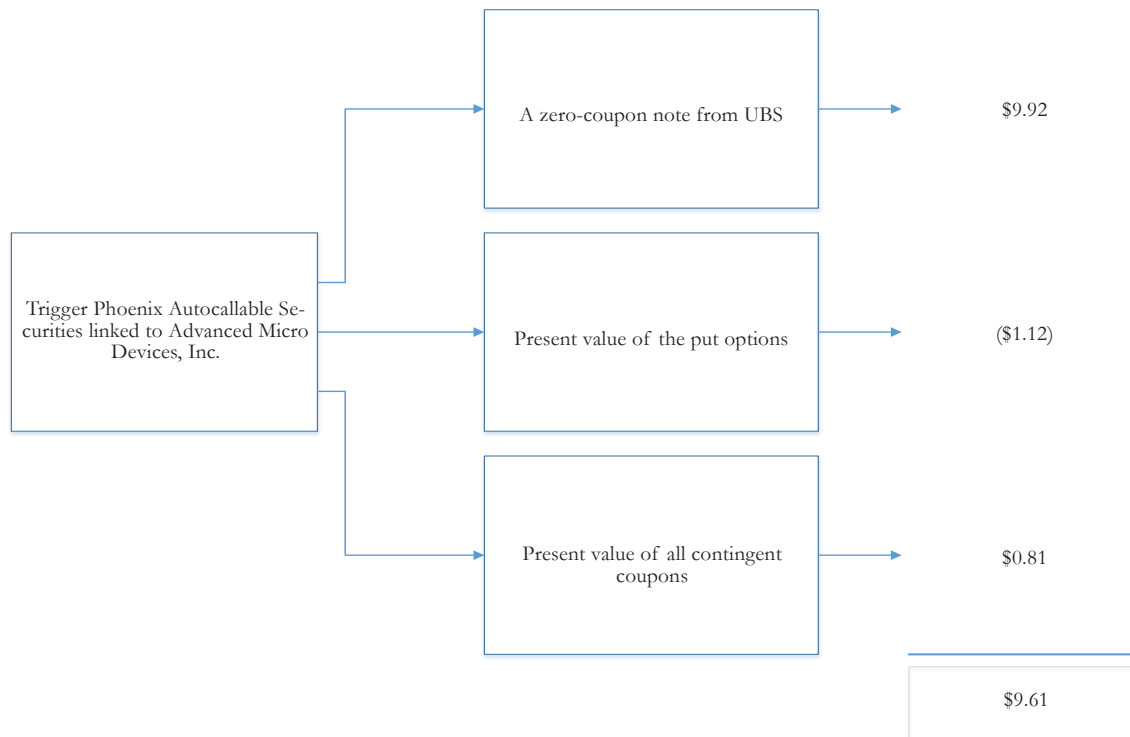 A zero-coupon note from UBS
$9.92
Trigger Phoenix Autocallable Se-
curities linked to Advanced Micro
Devices, Inc.
Present value of the put options
($1.12)
Present value of all contingent
coupons
$0.81
$9.61